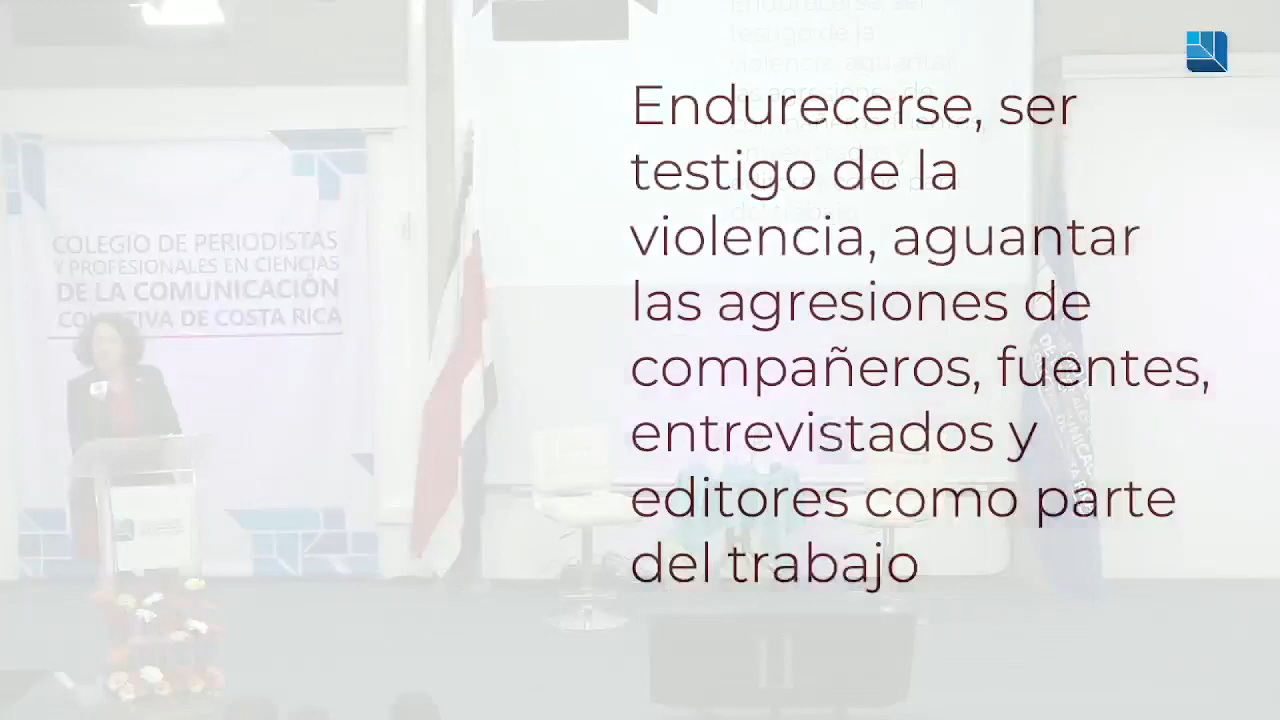 Endurecerse, ser
testigo de la
violencia, aguantar
las agresiones de
compañeros, fuentes,
entrevistados y
editores como parte
del trabajo
COLEGIO DE PERIODISTAS
Y PROFESIONALES EN CIENCIAS
DE LA COMUNICACIÓN
COLECTIVA DE COSTA RICA